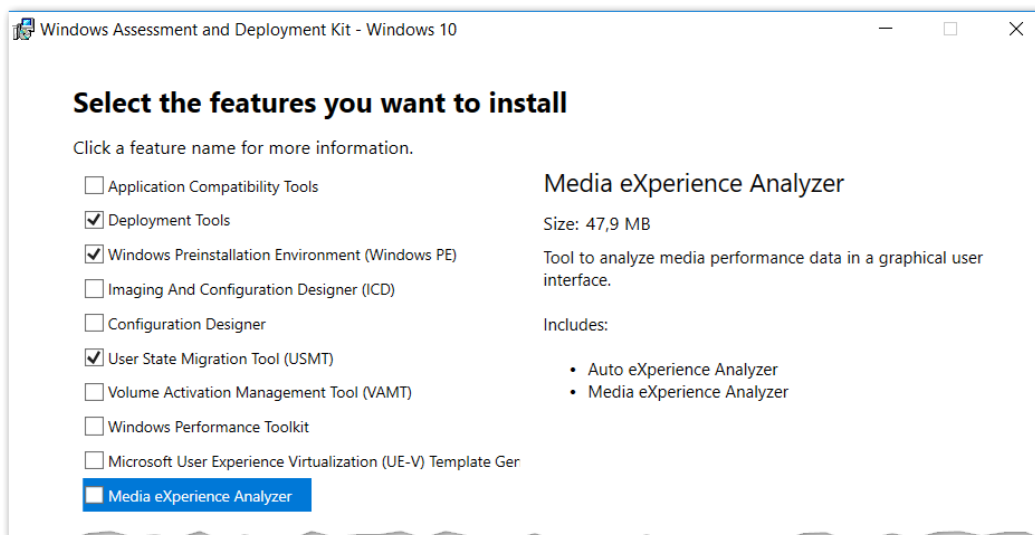 Windows Assessment and Deployment Kit - Windows 10
Select the features you want to install
Click a feature name for more information.
Application Compatibility Tools
Deployment Tools
Windows Preinstallation Environment (Windows PE)
Imaging And Configuration Designer (ICD)
Configuration Designer
User State Migration Tool (USMT)
Volume Activation Management Tool (VAMT)
Windows Performance Toolkit
Microsoft User Experience Virtualization (UE-V) Template Ger
Media eXperience Analyzer
Media eXperience Analyzer
Size: 47,9 MB
Tool to analyze media performance data in a graphical user
interface.
Includes:
• Auto eXperience Analyzer
• Media eXperience Analyzer